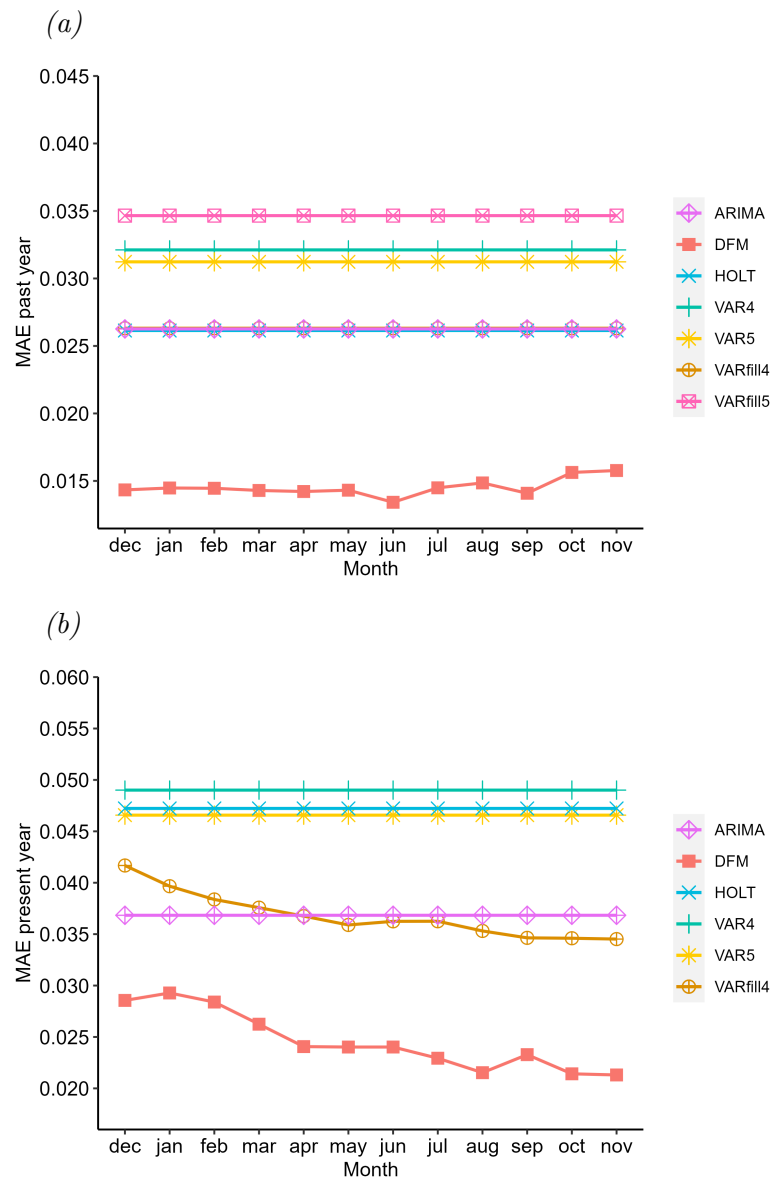 (a)
MAE past year
0.045
0.040
0.035
0.030
0.025
0.020
0.015
dec jan feb mar apr may jun jul aug sep oct nov
Month
ARIMA
DFM
HOLT
VAR4
VAR5
VARfill4
VARfill5
(b)
MAE present year
0.060
0.055
0.050
0.045
0.040
0.035
0.030
0.025
0.020
dec jan feb mar apr may jun jul aug sep oct nov
Month
ARIMA
DFM
HOLT
VAR4
VAR5
VARfill4